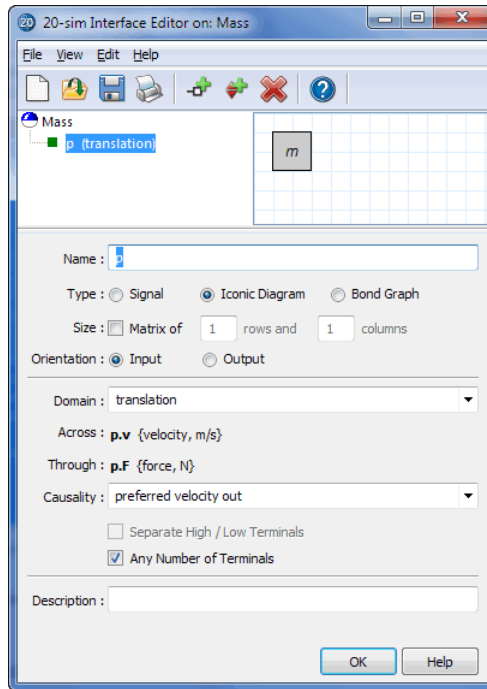 20 20-sim Interface Editor on: Mass
File View Edit Help
Mass
p (translation)
m
Name : p
Type : Signal Iconic Diagram Bond Graph
Size : Matrix of 1 rows and 1 columns
Orientation : Input Output
Domain : translation
Across : p.v {velocity, m/s}
Through : p.F {force, N}
Causality : preferred velocity out
Separate High / Low Terminals
Any Number of Terminals
Description :
OK Help